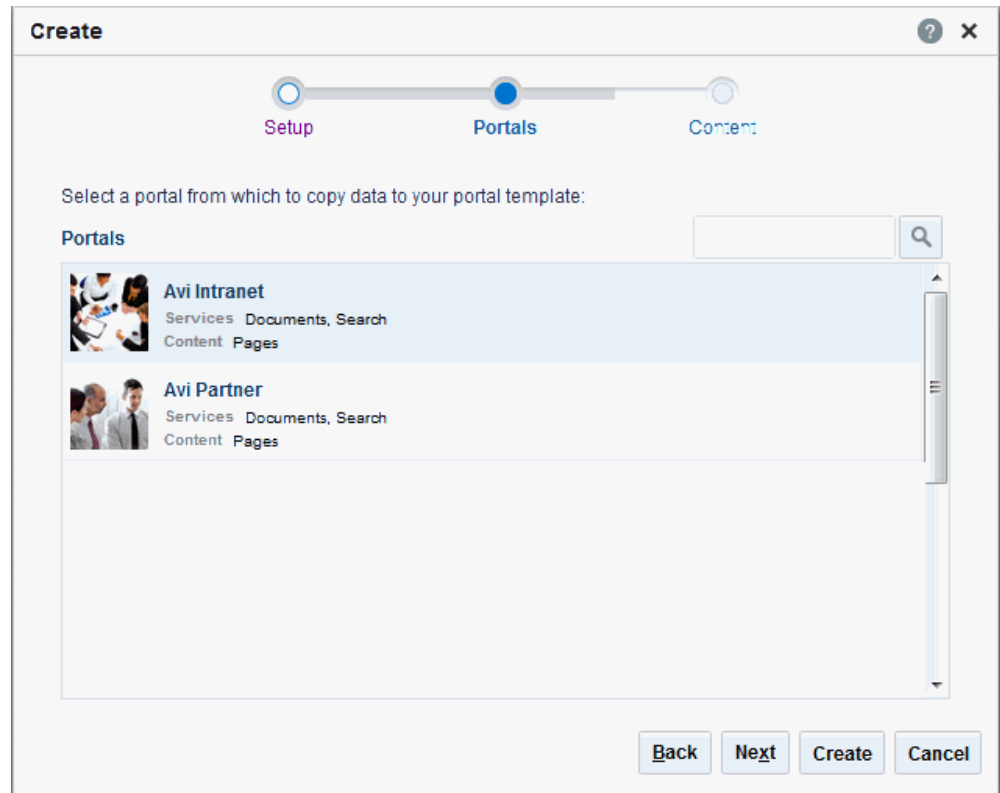 Create ?
Setup Portals Content
Select a portal from which to copy data to your portal template:
Portals
Avi Intranet
Services Documents, Search
Content Pages
Avi Partner
Services Documents, Search
Content Pages
Back Next Create Cancel